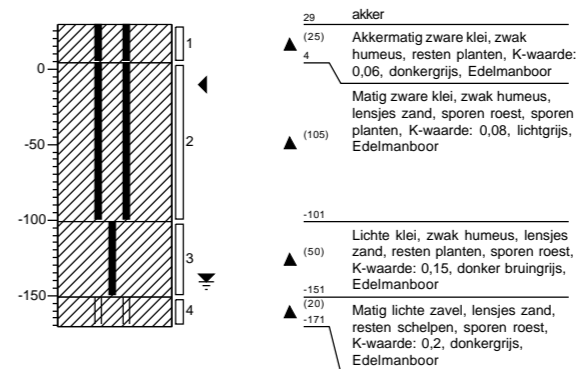 29 akker
(25) Akkermatig zware klei, zwak
humeus, resten planten, K-waarde:
4
0,06, donkergrijs, Edelmanboor
Matig zware klei, zwak humeus,
lensjes zand, sporen roest, sporen
planten, K-waarde: 0,08, lichtgrijs,
(105) Edelmanboor
-101
Lichte klei, zwak humeus, lensjes
(50) zand, resten planten, sporen roest,
K-waarde: 0,15, donker bruingrijs,
Edelmanboor
-151
(20) Matig lichte zavel, lensjes zand,
-171 resten schelpen, sporen roest,
K-waarde: 0,2, donkergrijs,
Edelmanboor
0
-50
-100
-150
1
2
3
4